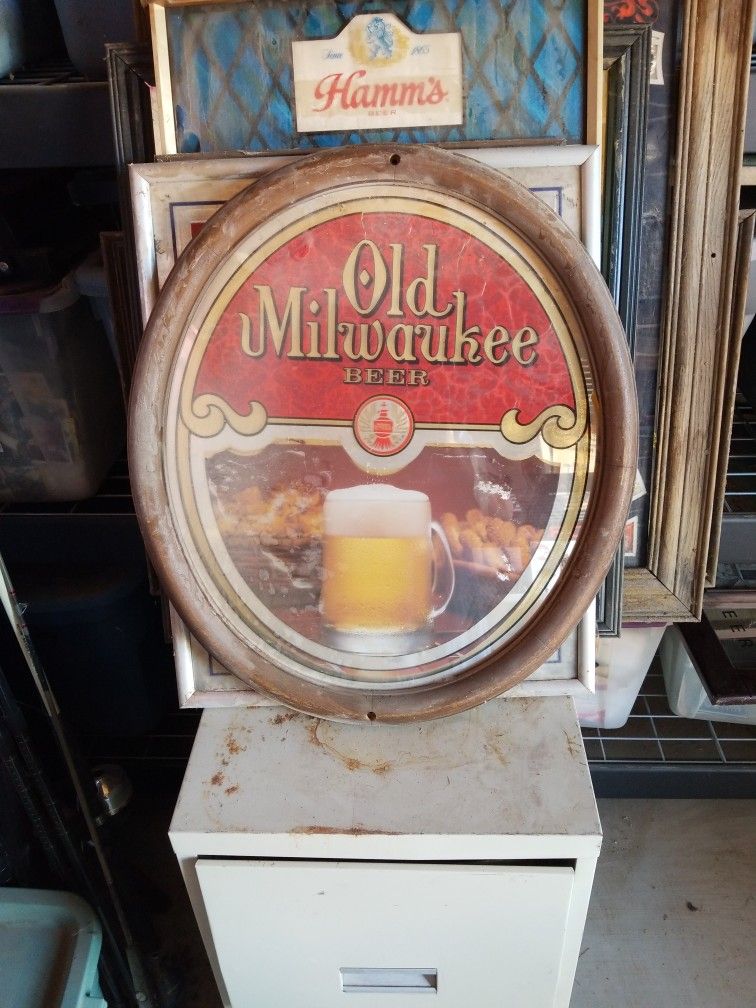 Since 1865
Hamm's
BEER
Old
Milwaukee
BEER